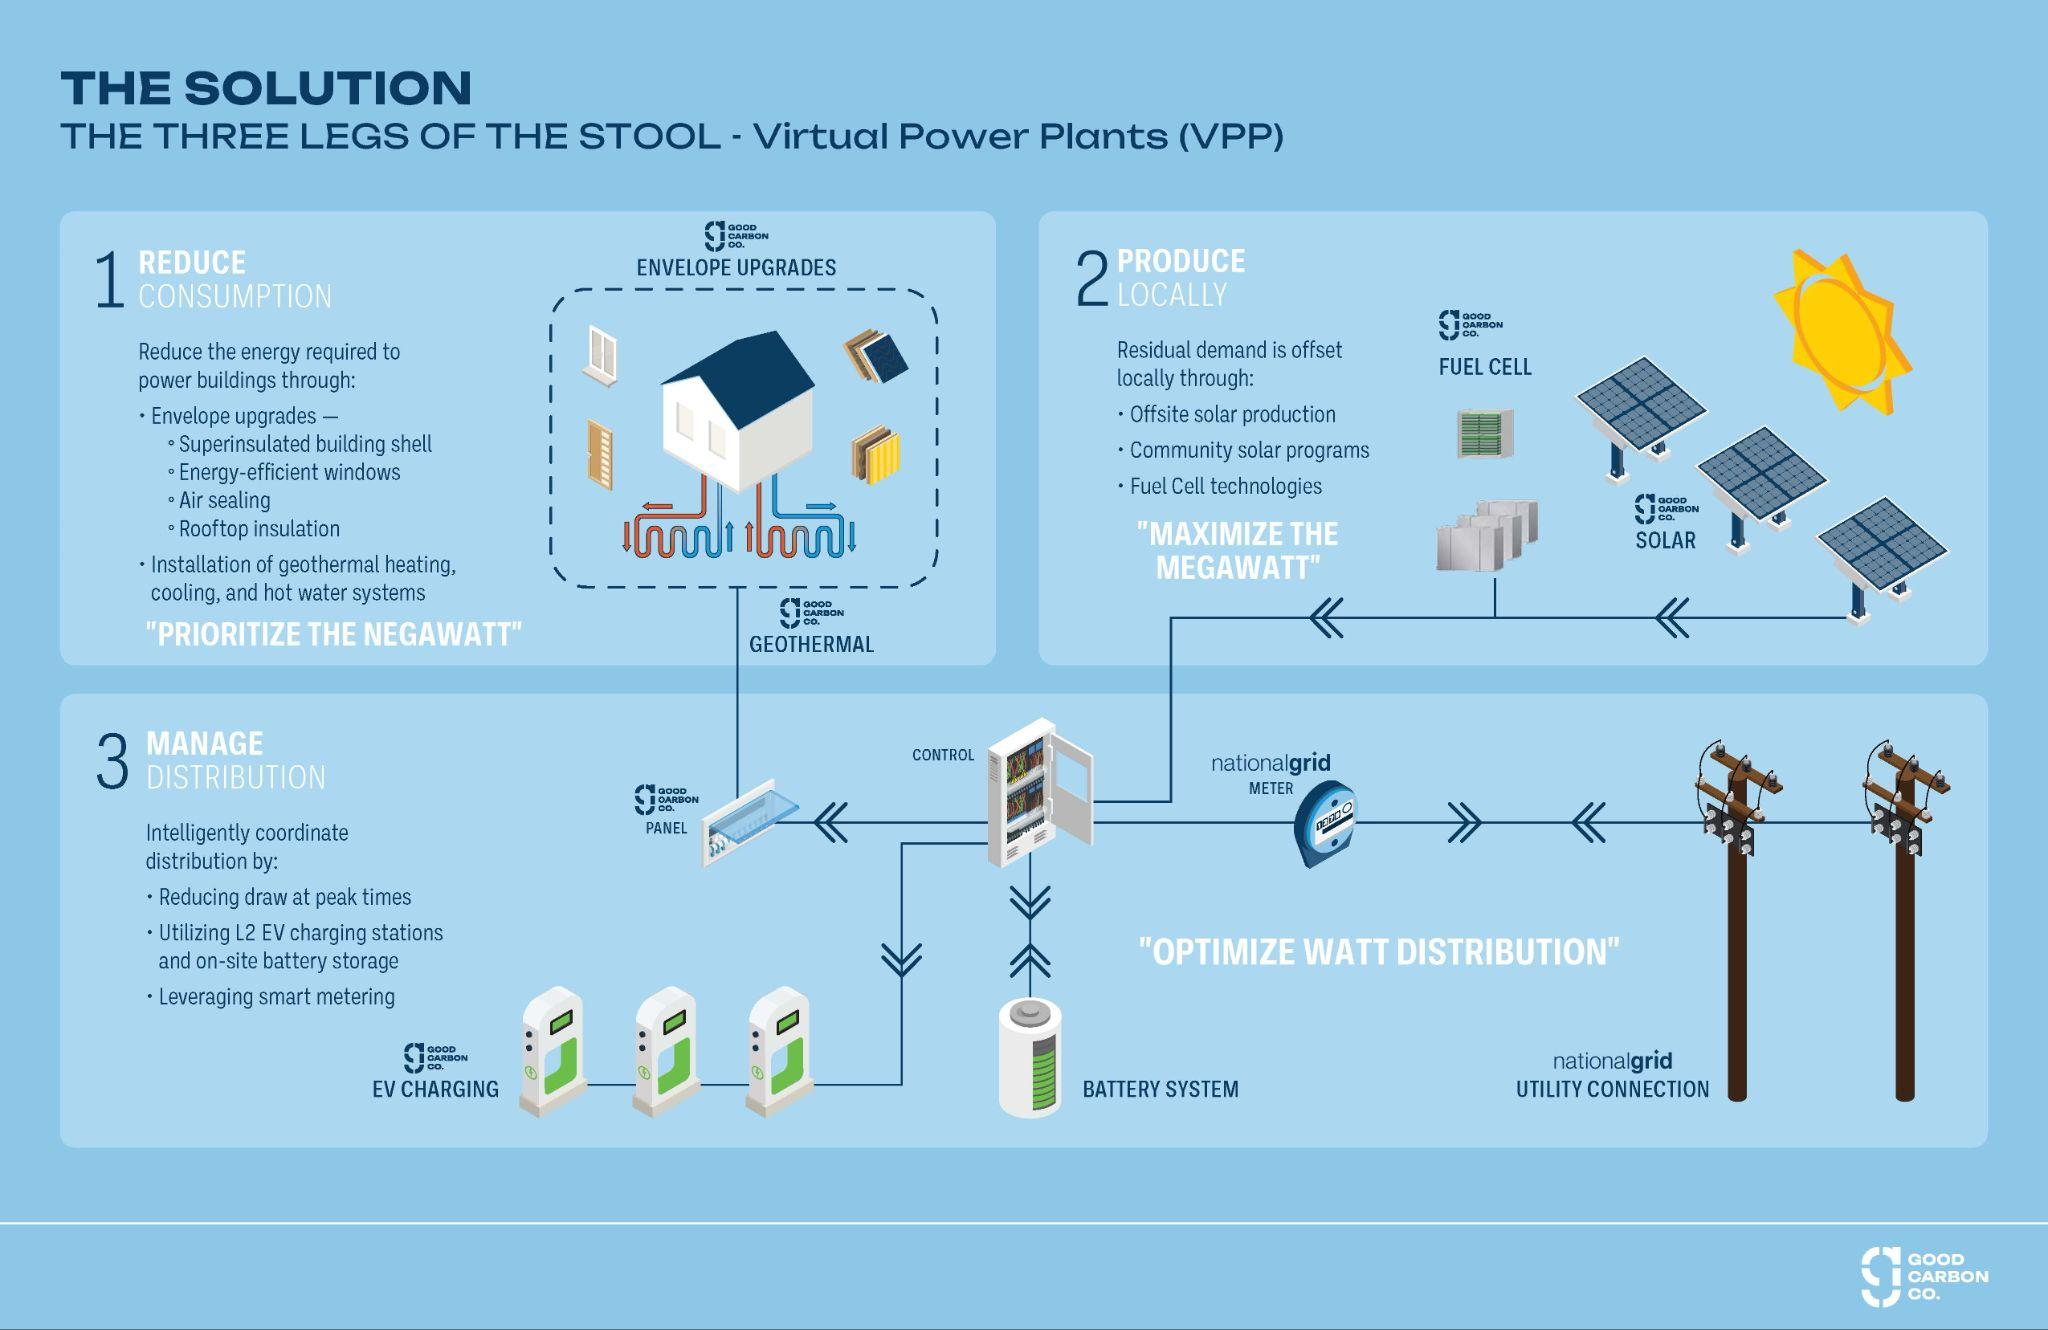 THE SOLUTION
THE THREE LEGS OF THE STOOL - Virtual Power Plants (VPP)
1 REDUCE
CONSUMPTION
Reduce the energy required to
power buildings through:
• Envelope upgrades —
◦ Superinsulated building shell
◦ Energy-efficient windows
◦ Air sealing
◦ Rooftop insulation
• Installation of geothermal heating,
cooling, and hot water systems
"PRIORITIZE THE NEGAWATT"
GOOD
CARBON
CO.
ENVELOPE UPGRADES
GOOD
CARBON
CO.
GEOTHERMAL
2 PRODUCE
LOCALLY
Residual demand is offset
locally through:
• Offsite solar production
• Community solar programs
• Fuel Cell technologies
"MAXIMIZE THE
MEGAWATT"
GOOD
CARBON
CO.
FUEL CELL
GOOD
CARBON
CO.
SOLAR
3 MANAGE
DISTRIBUTION
Intelligently coordinate
distribution by:
• Reducing draw at peak times
• Utilizing L2 EV charging stations
and on-site battery storage
• Leveraging smart metering
GOOD
CARBON
CO.
PANEL
CONTROL
nationalgrid
METER
"OPTIMIZE WATT DISTRIBUTION"
GOOD
CARBON
CO.
EV CHARGING
BATTERY SYSTEM
nationalgrid
UTILITY CONNECTION
GOOD
CARBON
CO.